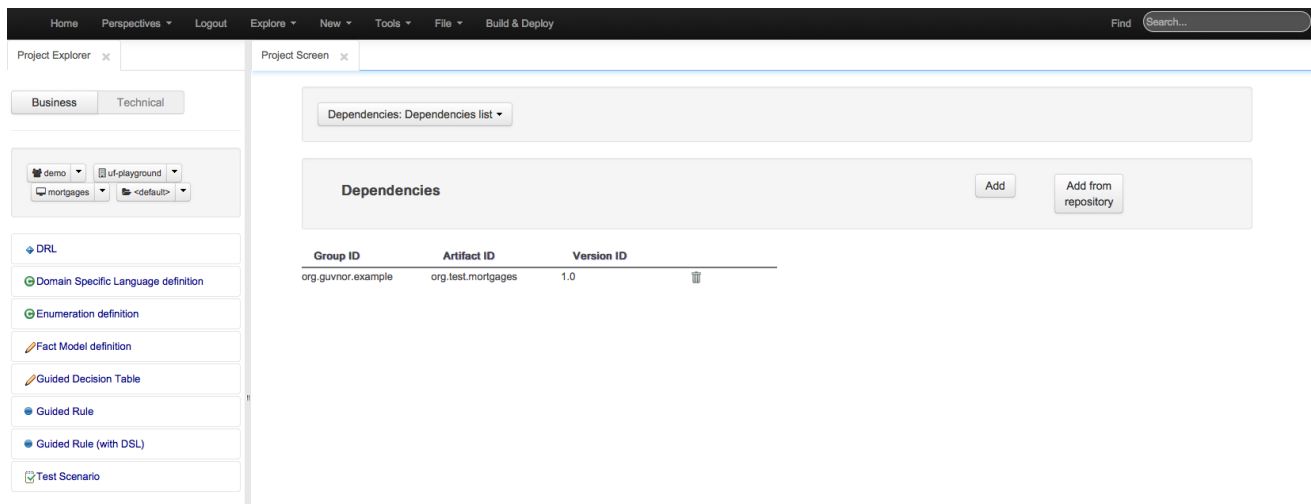 Home Perspectives Logout Explore New Tools File Build & Deploy Find Search...
Project Explorer Project Screen
Business Technical
Dependencies: Dependencies list
demo uf-playground
mortgages <default>
Dependencies Add Add from
repository
DRL
Domain Specific Language definition
Enumeration definition
Fact Model definition
Guided Decision Table
Guided Rule
Guided Rule (with DSL)
Test Scenario
Group ID Artifact ID Version ID
org.guvnor.example org.test.mortgages 1.0